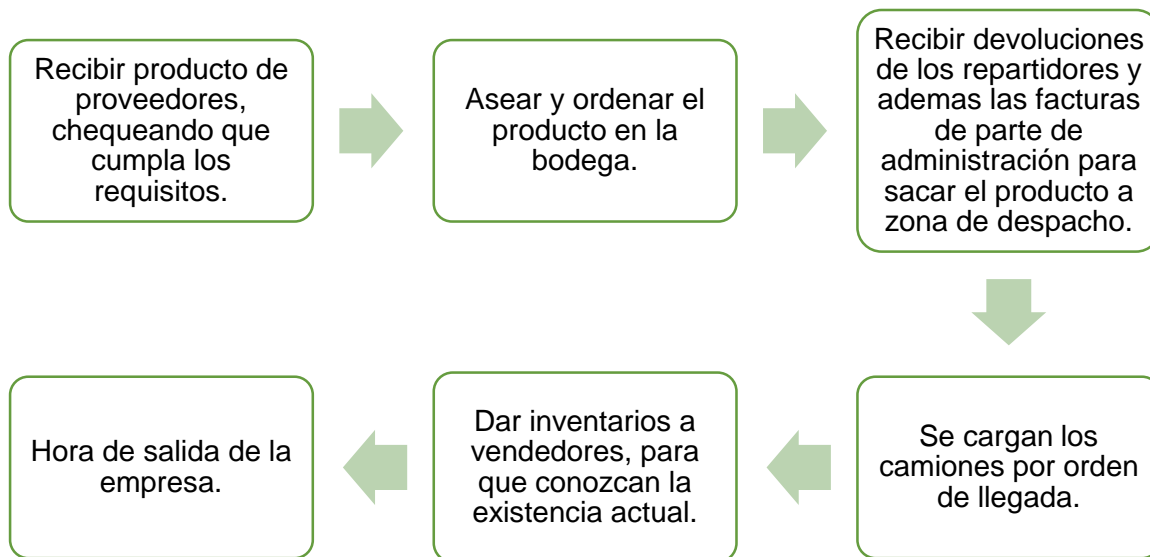 Recibir producto de
proveedores,
chequeando que
cumpla los
requisitos.
Asear y ordenar el
producto en la
bodega.
Recibir devoluciones
de los repartidores y
ademas las facturas
de parte de
administración para
sacar el producto a
zona de despacho.
Se cargan los
camiones por orden
de llegada.
Dar inventarios a
vendedores, para
que conozcan la
existencia actual.
Hora de salida de la
empresa.